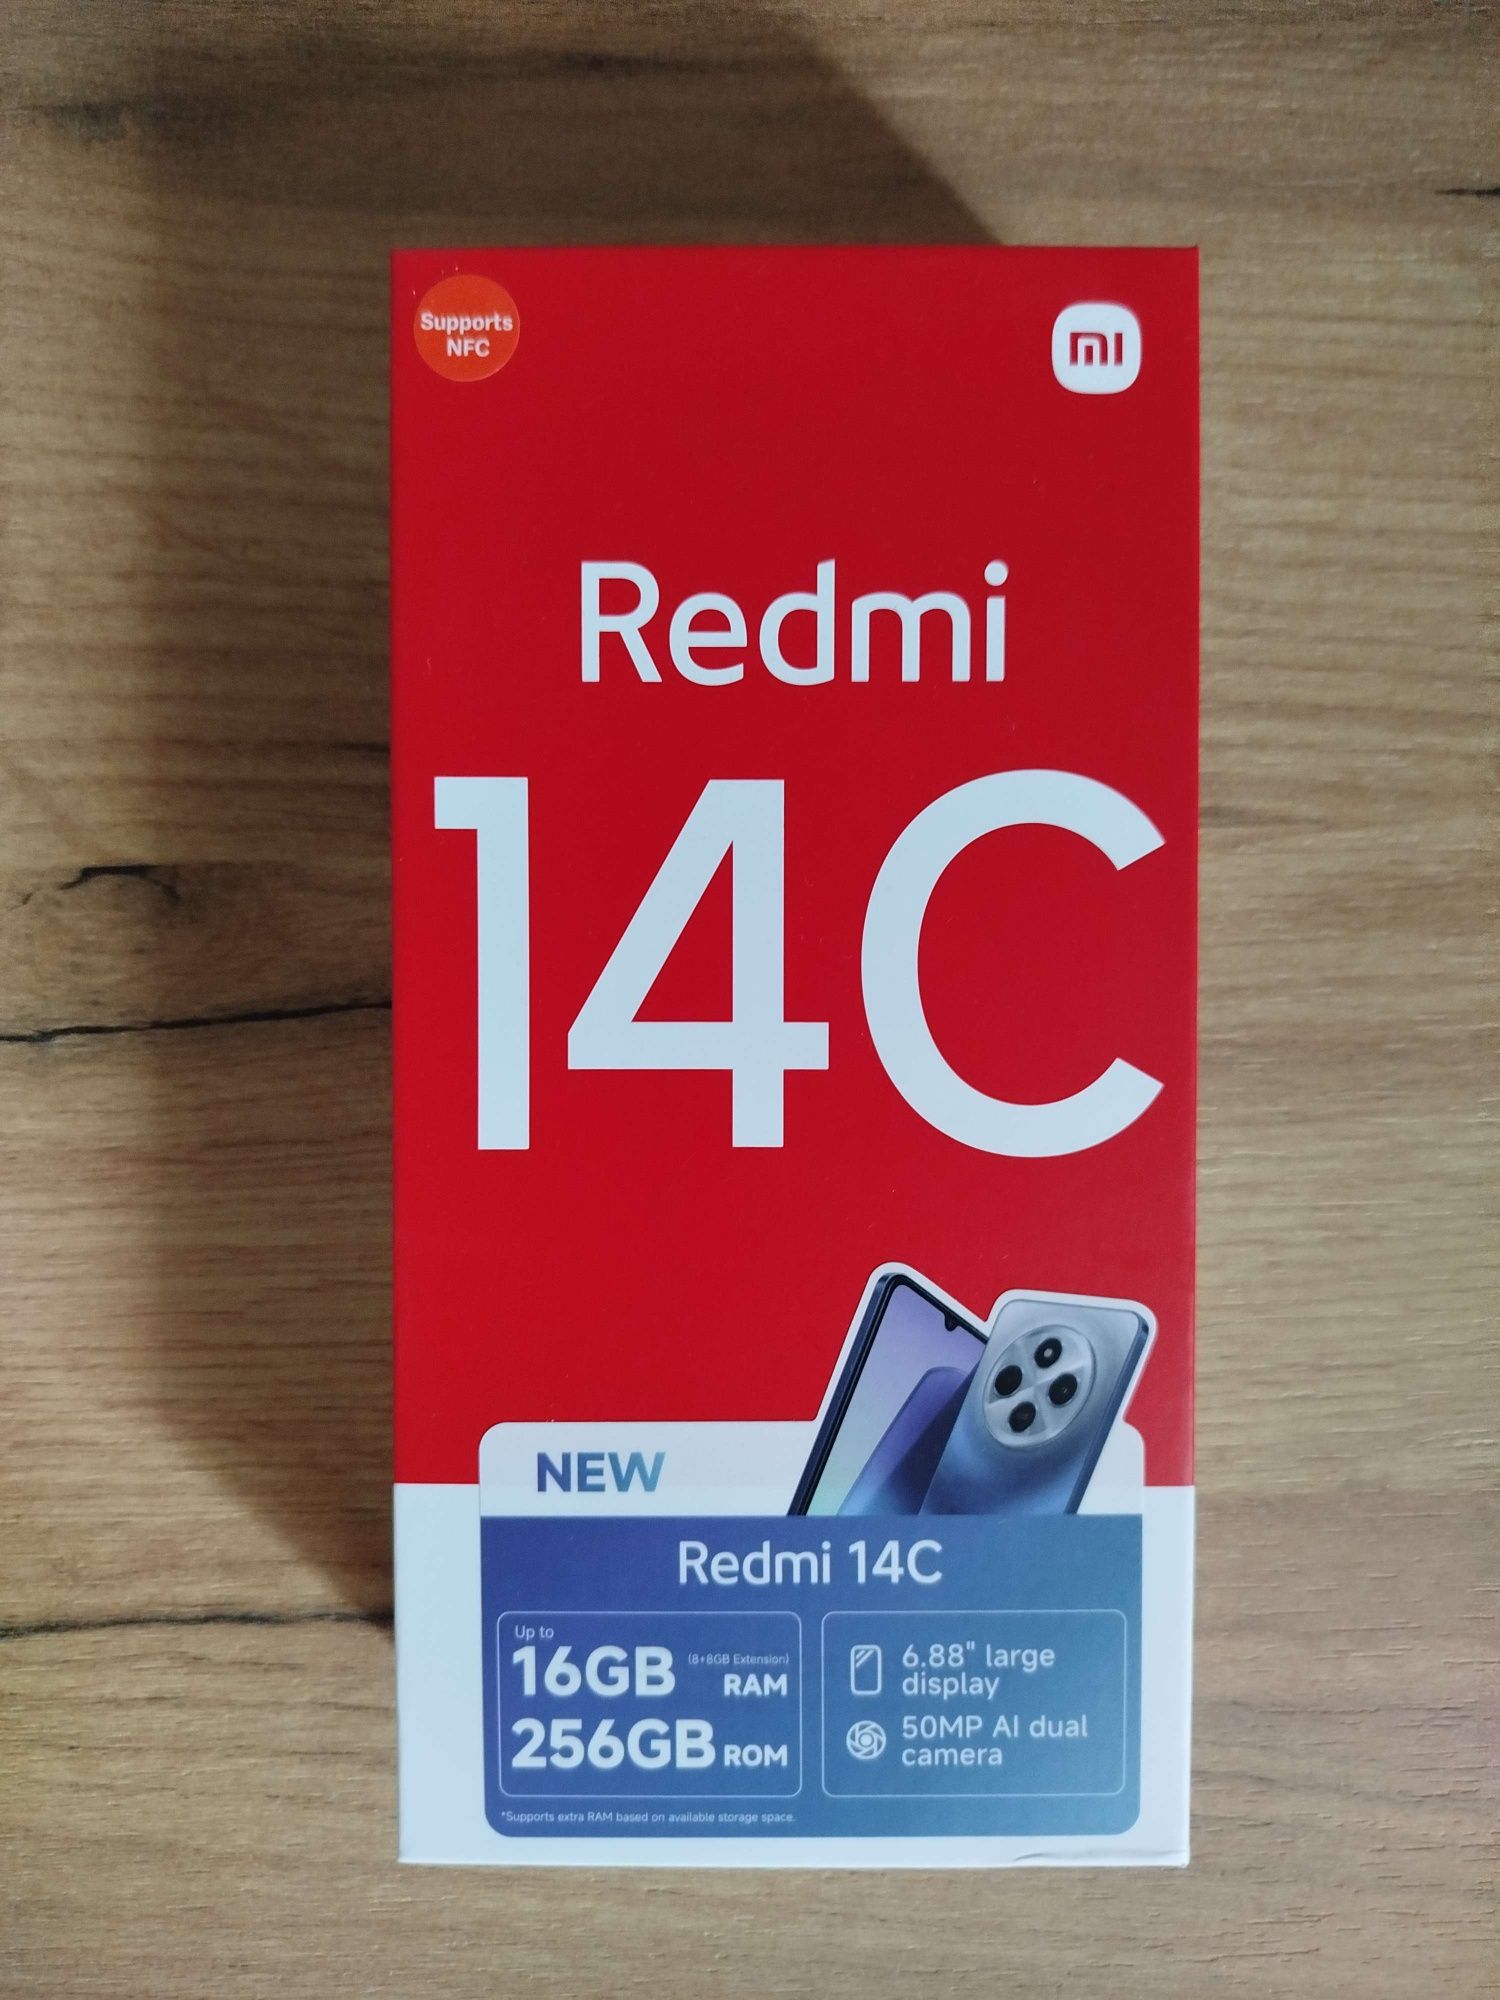 Supports
NFC
mi
Redmi
14C
NEW
Redmi 14C
Up to
16GB (8+8GB Extension) RAM
256GB ROM
6.88" large
display
50MP AI dual
camera
*Supports extra RAM based on available storage space.